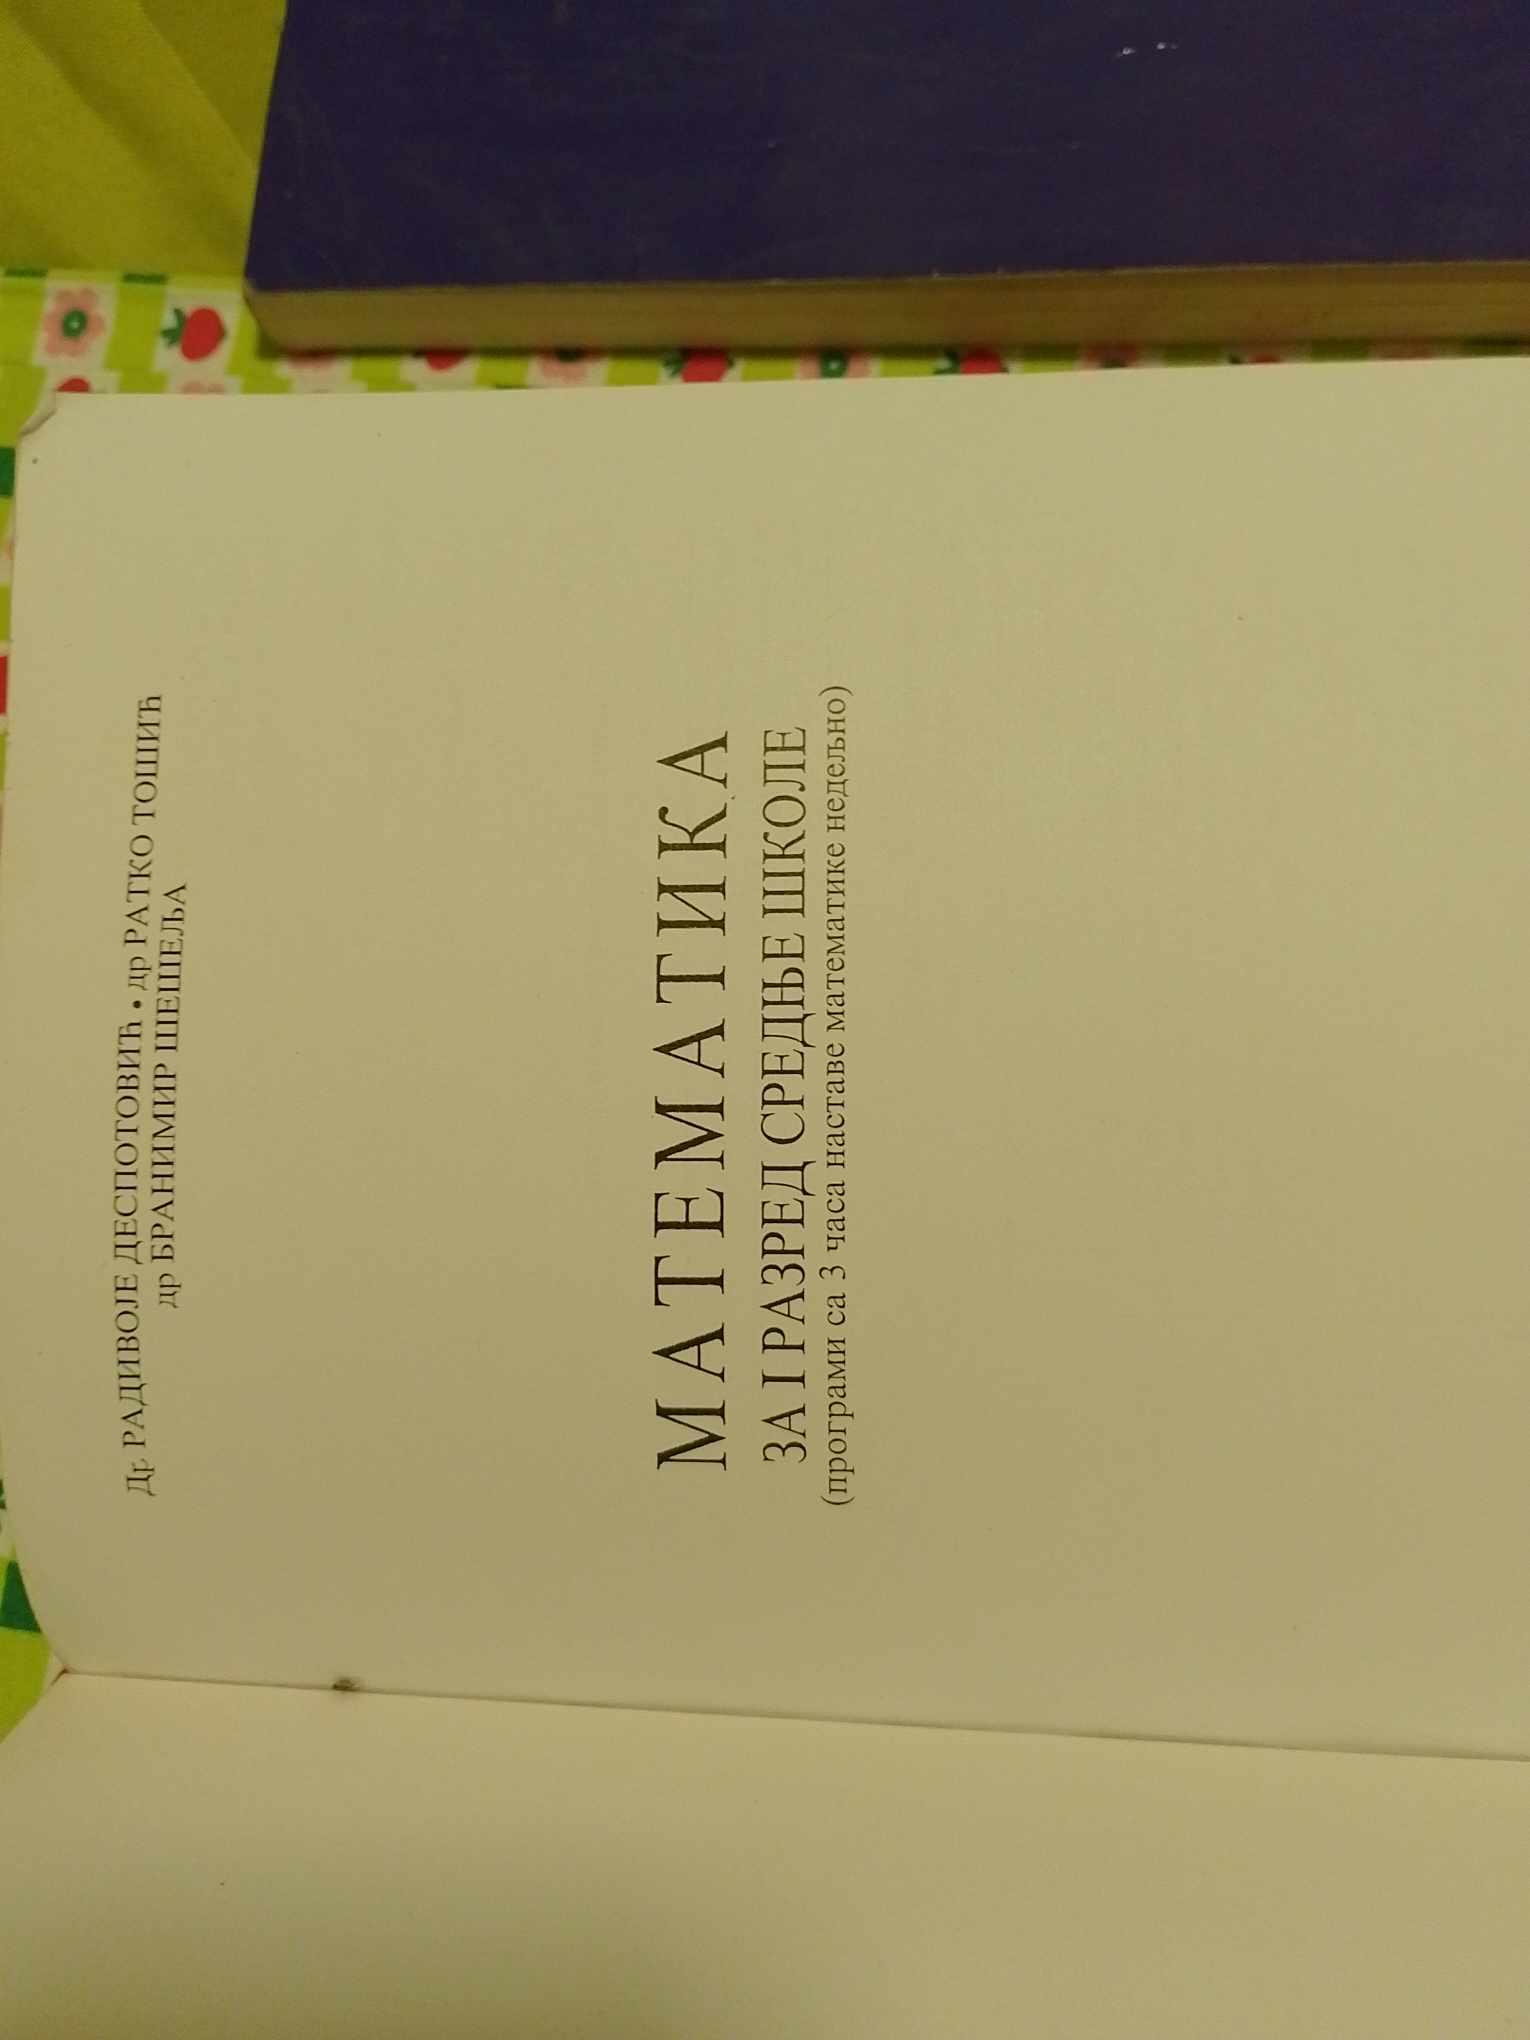 Др РАДИВОЈЕ ДЕСПОТОВИЋ • др РАТКО ТОШИЋ
др БРАНИМИР ШЕШЕЉА
МАТЕМАТИКА
ЗА I РАЗРЕД СРЕДЊЕ ШКОЛЕ
(програми са 3 часа наставе математике недељно)